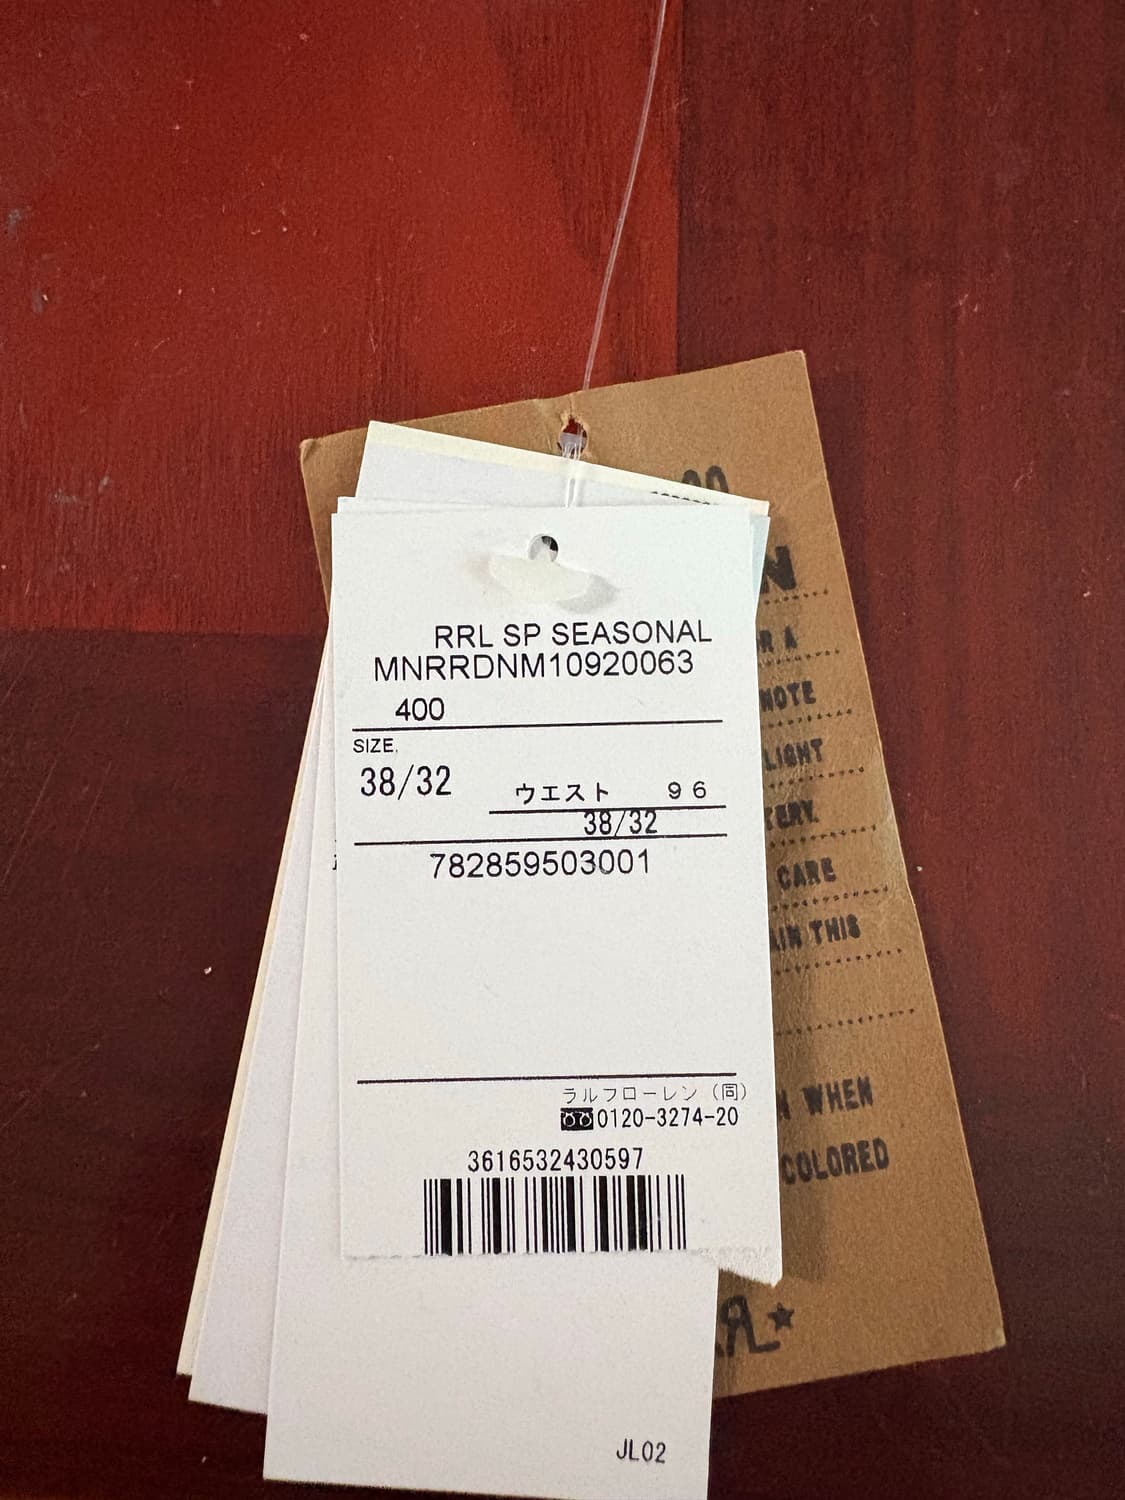 RRL SP SEASONAL
MNRRDNM10920063
400
SIZE.
38/32
ウエスト 96
38/32
782859503001
ラルフローレン(同)
0120-3274-20
3616532430597
JL02
NOTE
LIGHT
CARE
THIS
WHEN
COLORED